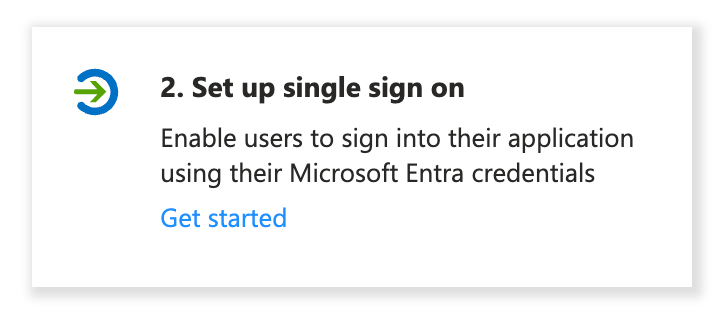 2. Set up single sign on
Enable users to sign into their application
using their Microsoft Entra credentials
Get started